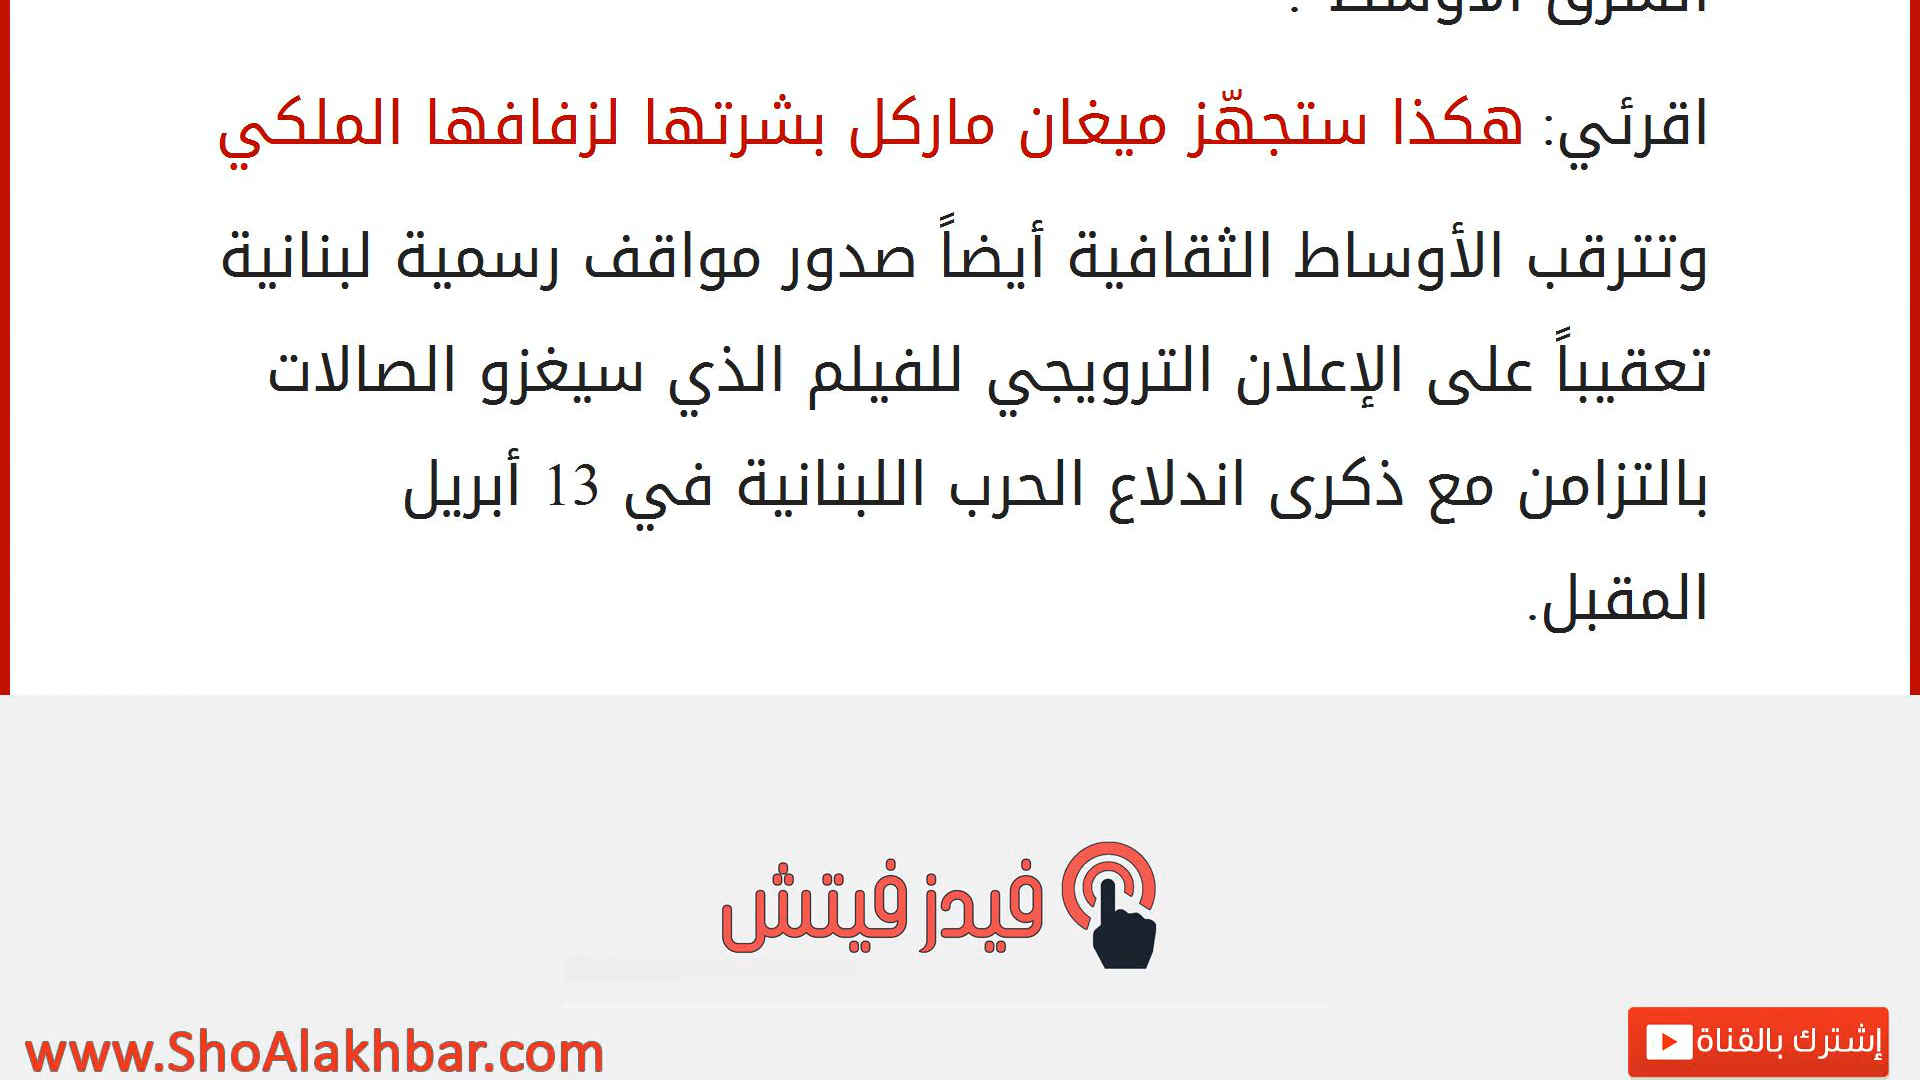 اقرئي: هكذا ستجهّز ميغان ماركل بشرتها لزفافها الملكي
وتترقب الأوساط الثقافية أيضاً صدور مواقف رسمية لبنانية
تعقيباً على الإعلان الترويجي للفيلم الذي سيغزو الصالات
بالتزامن مع ذكرى اندلاع الحرب اللبنانية في 13 أبريل
المقبل.
فيدز فيتش
www.ShoAlakhbar.com
إشترك بالقناة